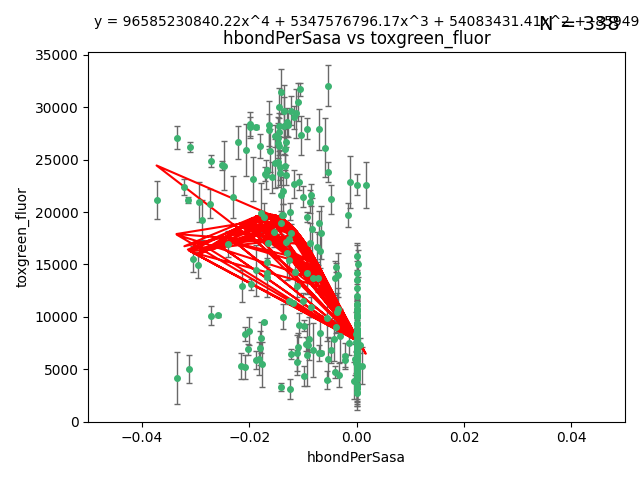 y = 96585230840.22x^4 + 5347576796.17x^3 + 54083431.41x^2 +
N = 338
hbondPerSasa vs toxgreen_fluor
35000
30000
25000
20000
15000
10000
5000
0
toxgreen_fluor
−0.04
−0.02
0.00
0.02
0.04
hbondPerSasa